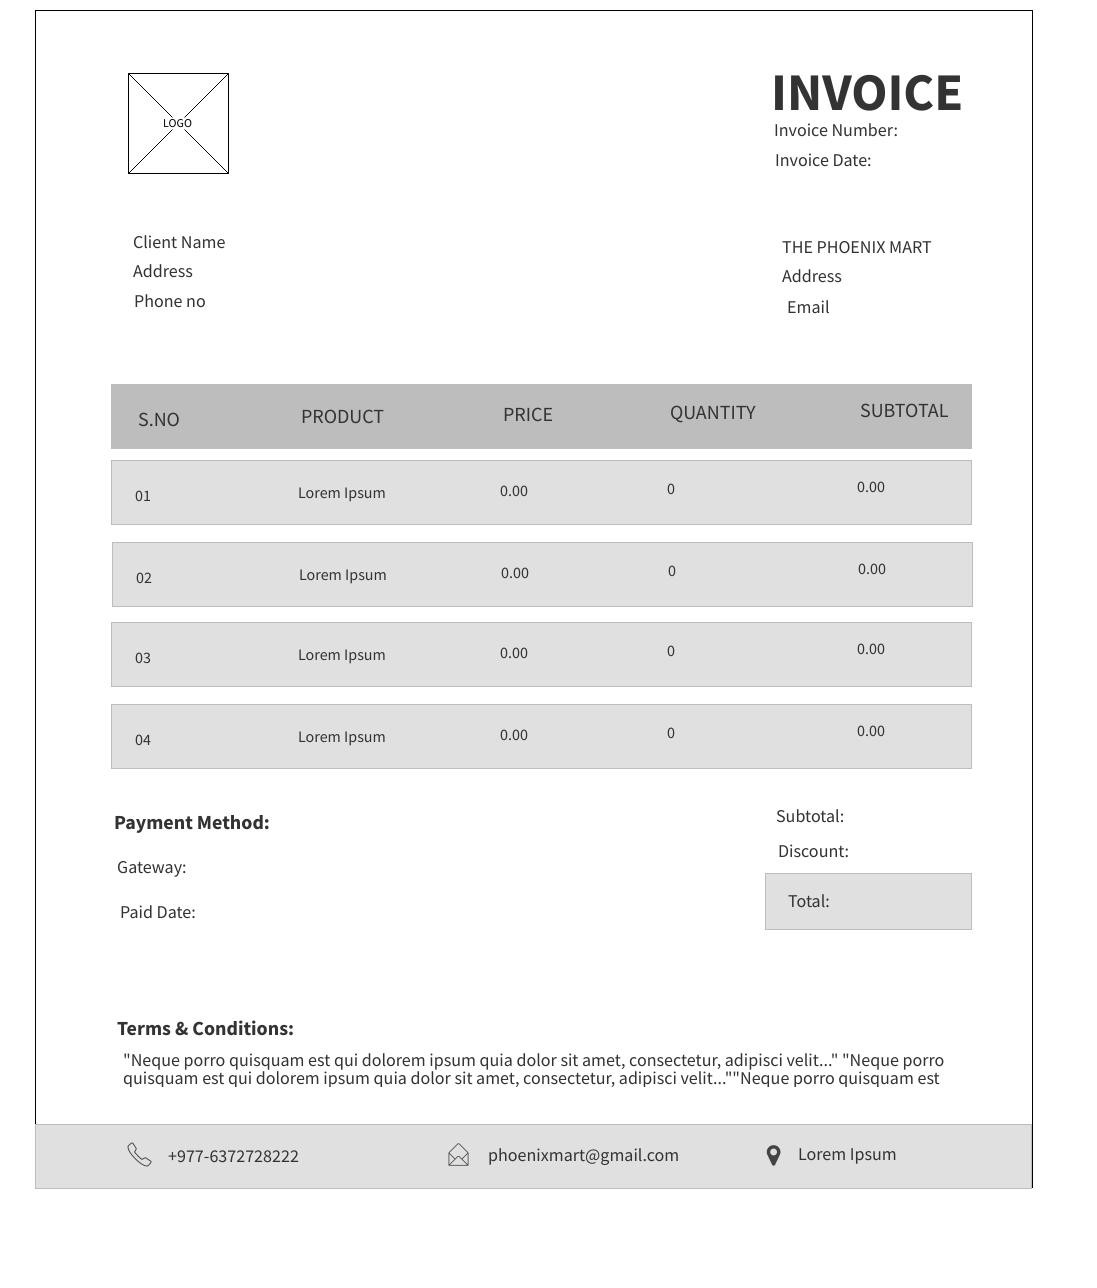 LOGO
INVOICE
Invoice Number:
Invoice Date:
Client Name
Address
Phone no
THE PHOENIX MART
Address
Email
S.NO PRODUCT PRICE QUANTITY SUBTOTAL
01 Lorem Ipsum 0.00 0 0.00
02 Lorem Ipsum 0.00 0 0.00
03 Lorem Ipsum 0.00 0 0.00
04 Lorem Ipsum 0.00 0 0.00
Payment Method:
Gateway:
Paid Date:
Subtotal:
Discount:
Total:
Terms & Conditions:
"Neque porro quisquam est qui dolorem ipsum quia dolor sit amet, consectetur, adipisci velit..." "Neque porro
quisquam est qui dolorem ipsum quia dolor sit amet, consectetur, adipisci velit...""Neque porro quisquam est
+977-6372728222 phoenixmart@gmail.com Lorem Ipsum